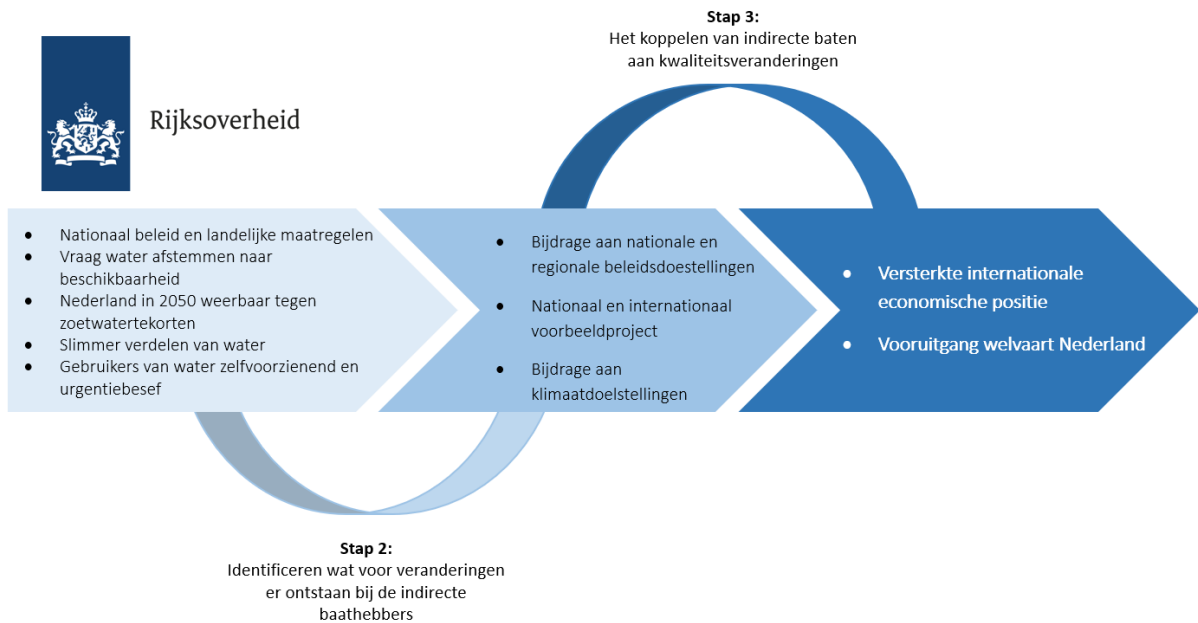 Stap 3:
Het koppelen van indirecte baten
aan kwaliteitsveranderingen
Rijksoverheid
• Nationaal beleid en landelijke maatregelen
• Vraag water afstemmen naar
beschikbaarheid
• Nederland in 2050 weerbaar tegen
zoetwatertekorten
• Slimmer verdelen van water
• Gebruikers van water zelfvoorzienend en
urgentiebesef
• Bijdrage aan nationale en
regionale beleidsdoestellingen
• Nationaal en internationaal
voorbeeldproject
• Bijdrage aan
klimaatdoelstellingen
• Versterkte internationale
economische positie
• Vooruitgang welvaart Nederland
Stap 2:
Identificeren wat voor veranderingen
er ontstaan bij de indirecte
baathebbers